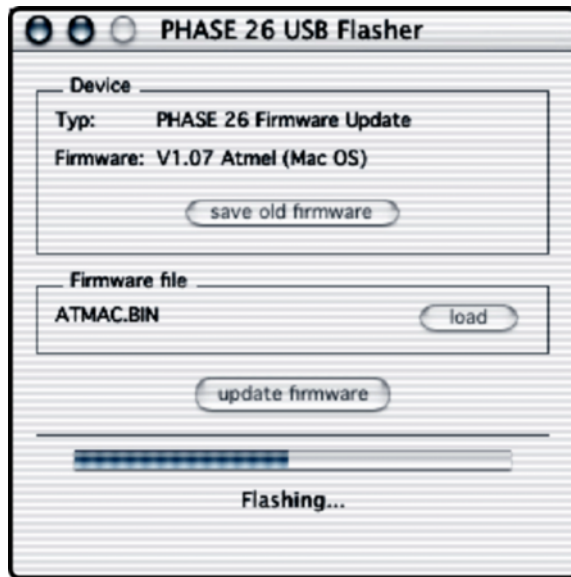 PHASE 26 USB Flasher
Device
Typ: PHASE 26 Firmware Update
Firmware: V1.07 Atmel (Mac OS)
save old firmware
Firmware file
ATMAC.BIN load
update firmware
Flashing...